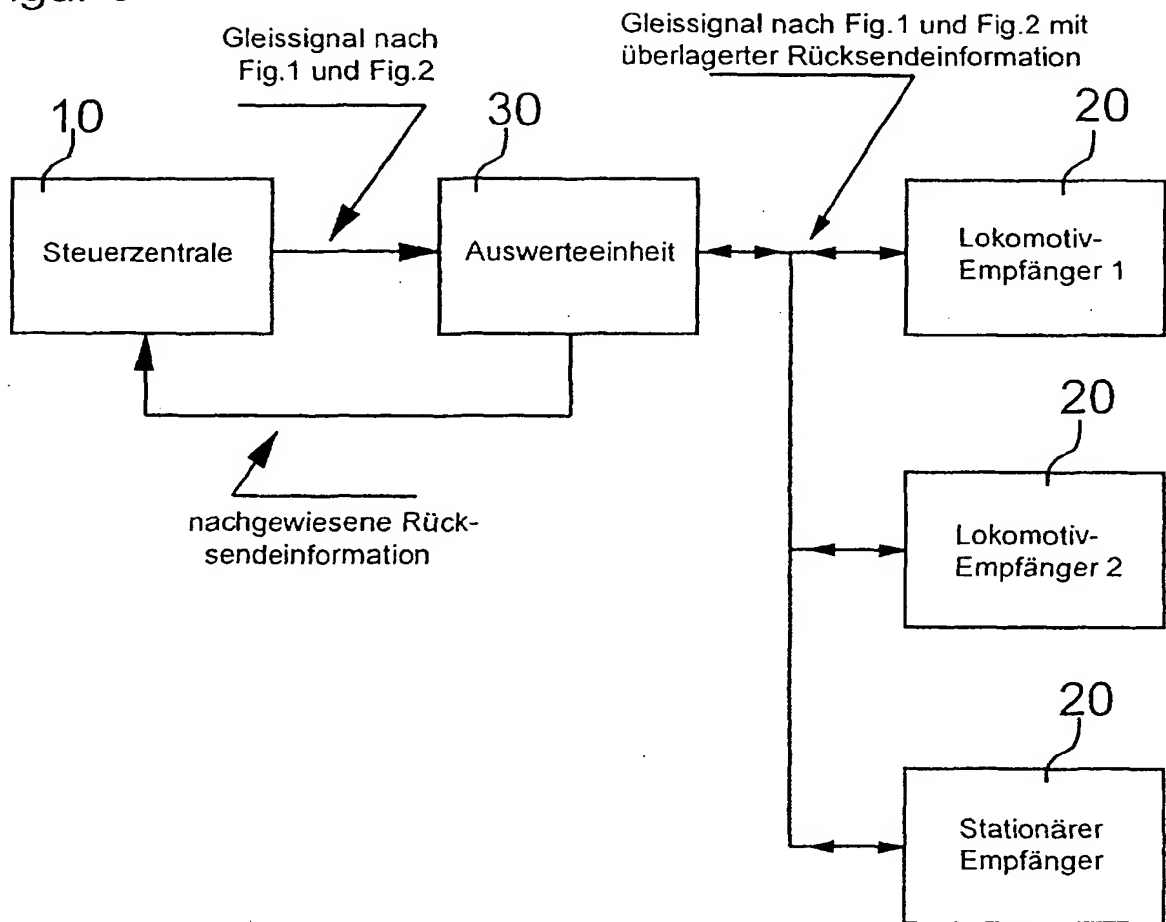 Gleissignal nach
Fig.1 und Fig.2
Gleissignal nach Fig.1 und Fig.2 mit
überlagerter Rücksendeinformation
10
30
20
Steuerzentrale
Auswerteeinheit
Lokomotiv-
Empfänger 1
nachgewiesene Rück-
sendeinformation
20
Lokomotiv-
Empfänger 2
20
Stationärer
Empfänger